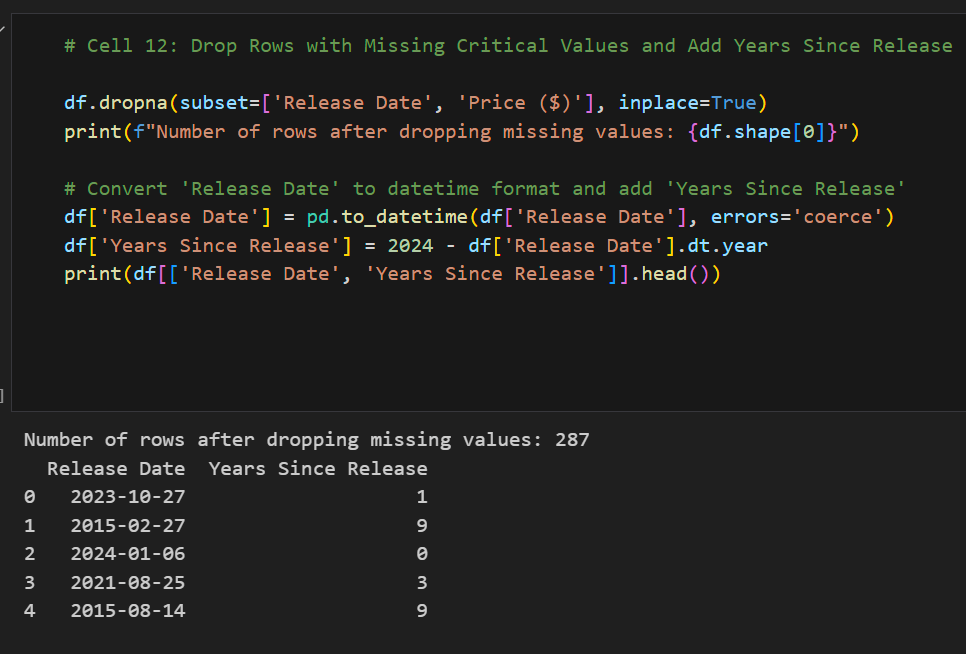 # Cell 12: Drop Rows with Missing Critical Values and Add Years Since Release
df.dropna(subset=['Release Date', 'Price ($)'], inplace=True)
print(f"Number of rows after dropping missing values: {df.shape[0]}")
# Convert 'Release Date' to datetime format and add 'Years Since Release'
df['Release Date'] = pd.to_datetime(df['Release Date'], errors='coerce')
df['Years Since Release'] = 2024 - df['Release Date'].dt.year
print(df[['Release Date', 'Years Since Release']].head())
]
Number of rows after dropping missing values: 287
Release Date Years Since Release
0 2023-10-27 1
1 2015-02-27 9
2 2024-01-06 0
3 2021-08-25 3
4 2015-08-14 9